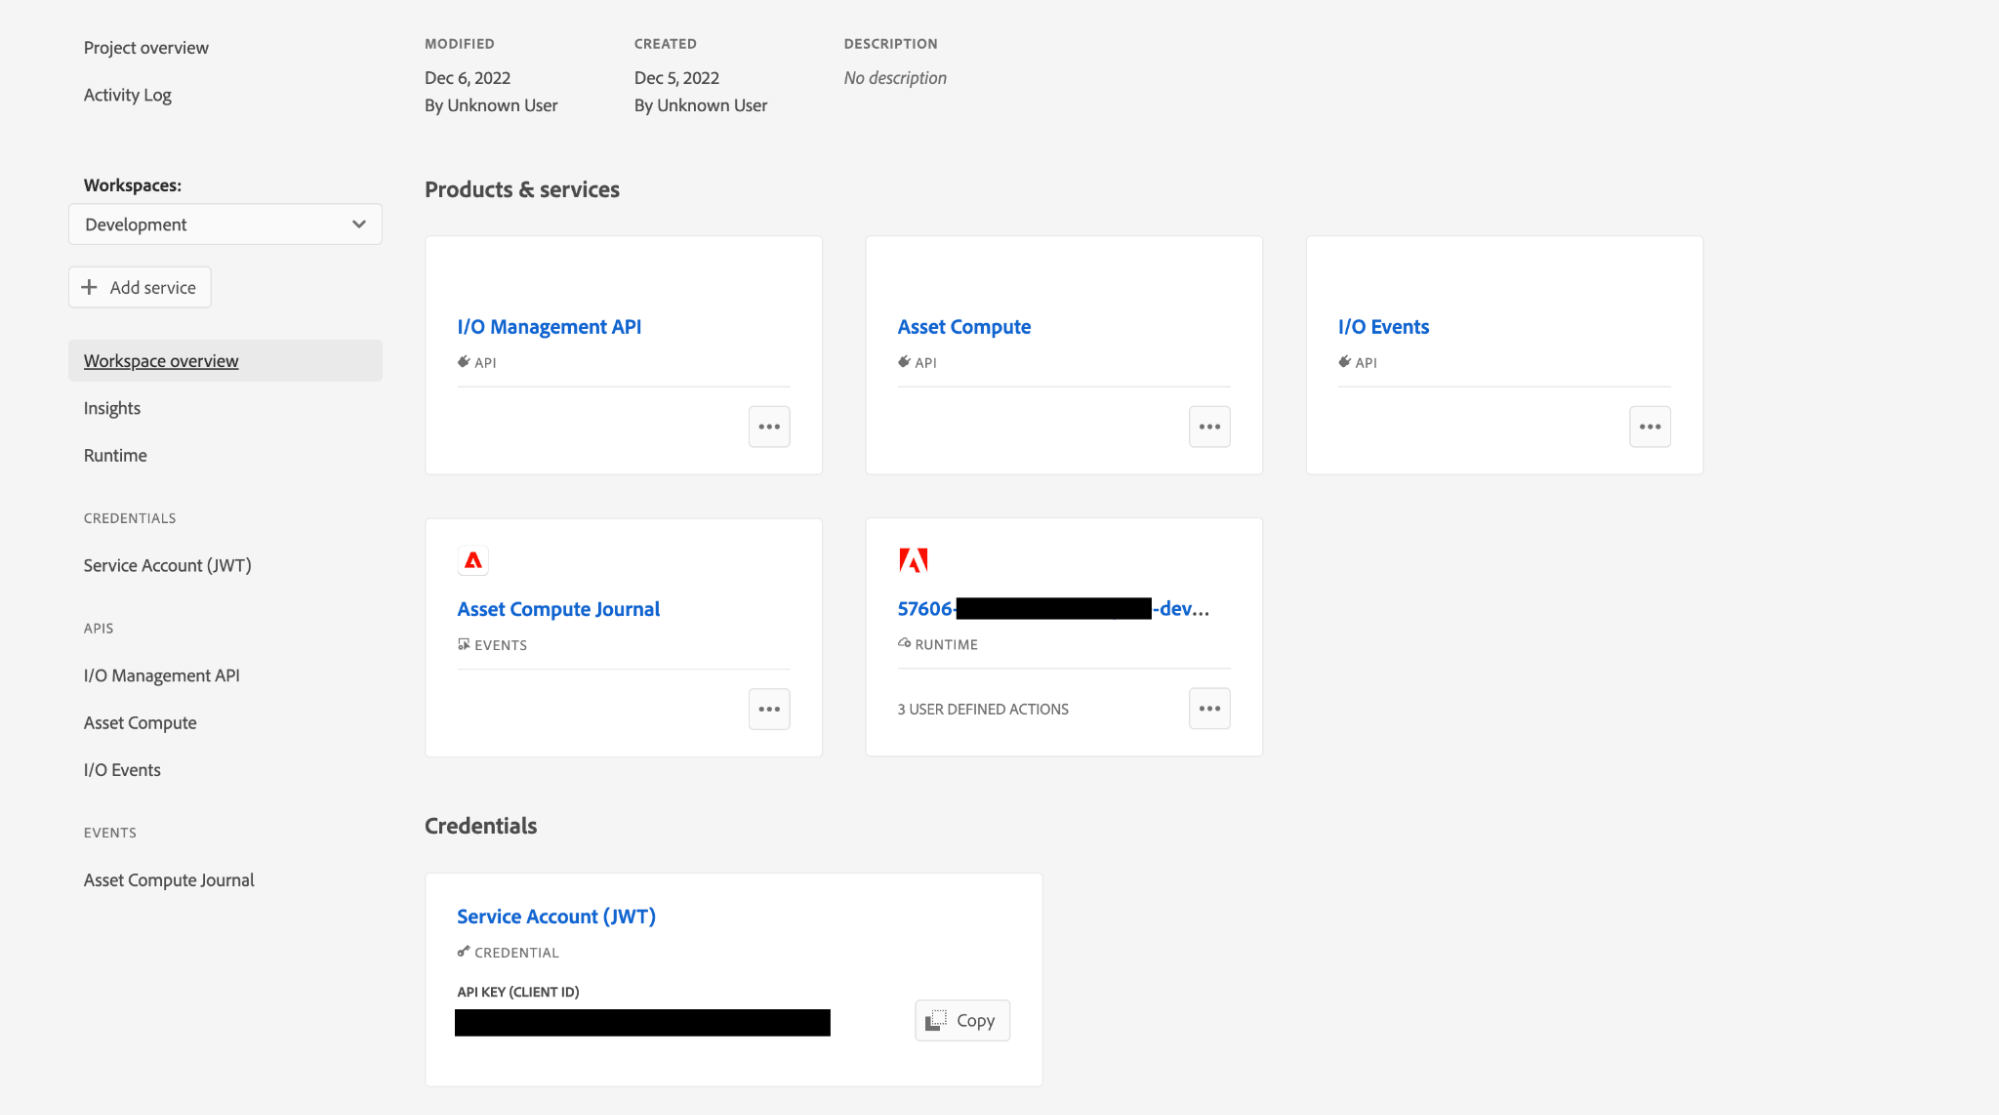 Project overview
Activity Log
Workspaces:
Development
Add service
Workspace overview
Insights
Runtime
CREDENTIALS
Service Account (JWT)
APIS
I/O Management API
Asset Compute
I/O Events
EVENTS
Asset Compute Journal
MODIFIED
Dec 6, 2022
By Unknown User
CREATED
Dec 5, 2022
By Unknown User
DESCRIPTION
No description
Products & services
I/O Management API
API
Asset Compute
API
I/O Events
API
Asset Compute Journal
EVENTS
57606- -dev...
RUNTIME
3 USER DEFINED ACTIONS
Credentials
Service Account (JWT)
CREDENTIAL
API KEY (CLIENT ID)
Copy